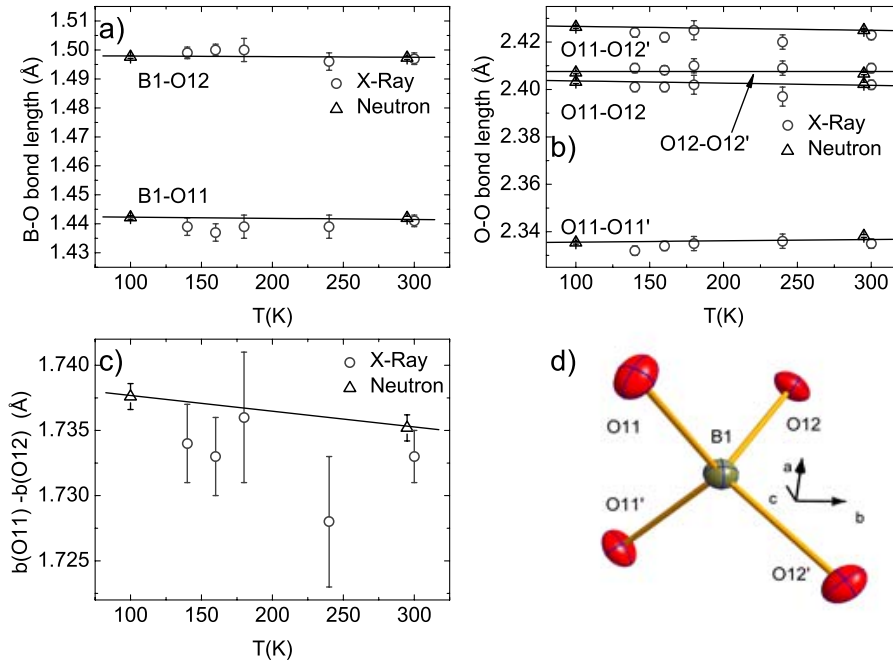 a)
1.51
1.50
1.49
1.48
1.47
1.46
1.45
1.44
1.43
B-O bond length (Å)
B1-O12
X-Ray
Neutron
B1-O11
100
150
200
250
300
T(K)
b)
2.42
2.40
2.38
2.36
2.34
O-O bond length (Å)
O11-O12'
O11-O12
O12-O12'
X-Ray
Neutron
O11-O11'
100
150
200
250
300
T(K)
c)
1.740
1.735
1.730
1.725
b(O11) -b(O12) (Å)
X-Ray
Neutron
100
150
200
250
300
T(K)
d)
O11
O12
B1
a
c
b
O11'
O12'